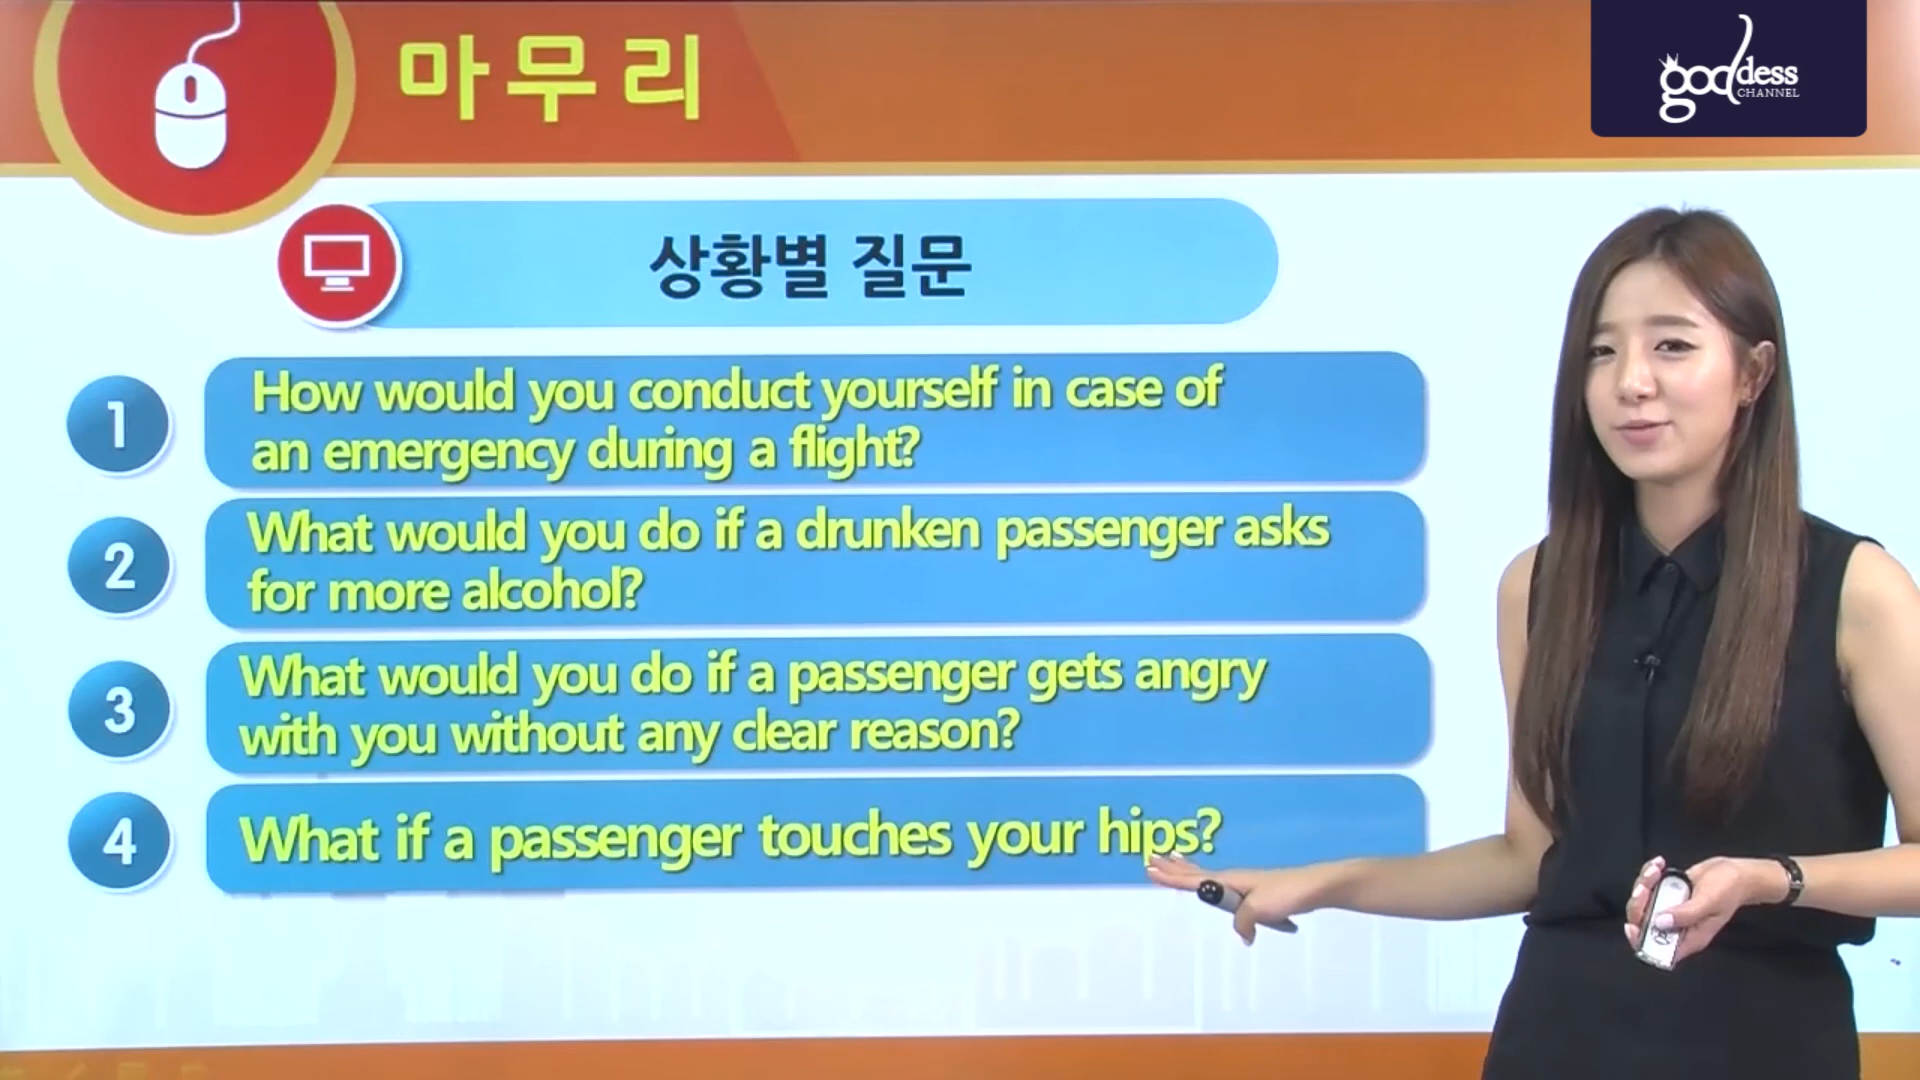 마무리
goddess
CHANNEL
상황별 질문
1
How would you conduct yourself in case of
an emergency during a flight?
2
What would you do if a drunken passenger asks
for more alcohol?
3
What would you do if a passenger gets angry
with you without any clear reason?
4
What if a passenger touches your hips?